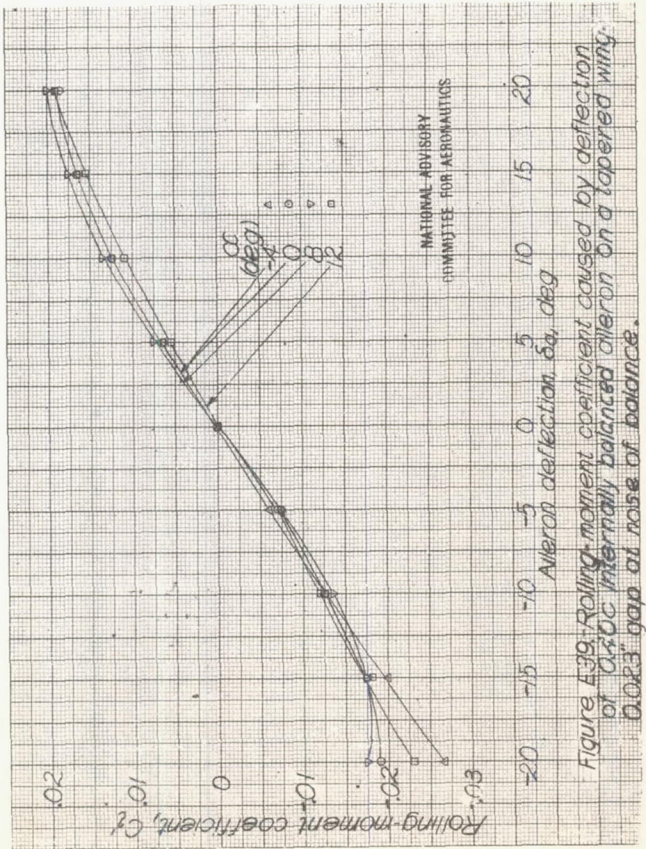 Rolling-moment coefficient, Cl'
.02
.01
0
-.01
-.02
-.03
-20
-15
-10
-5
0
5
10
15
20
Aileron deflection, δa, deg
α
(deg)
-4
0
8
12
NATIONAL ADVISORY
COMMITTEE FOR AERONAUTICS
Figure E39.-Rolling-moment coefficient caused by deflection
of 0.20c internally balanced aileron on a tapered wing.
0.023" gap at nose of balance.